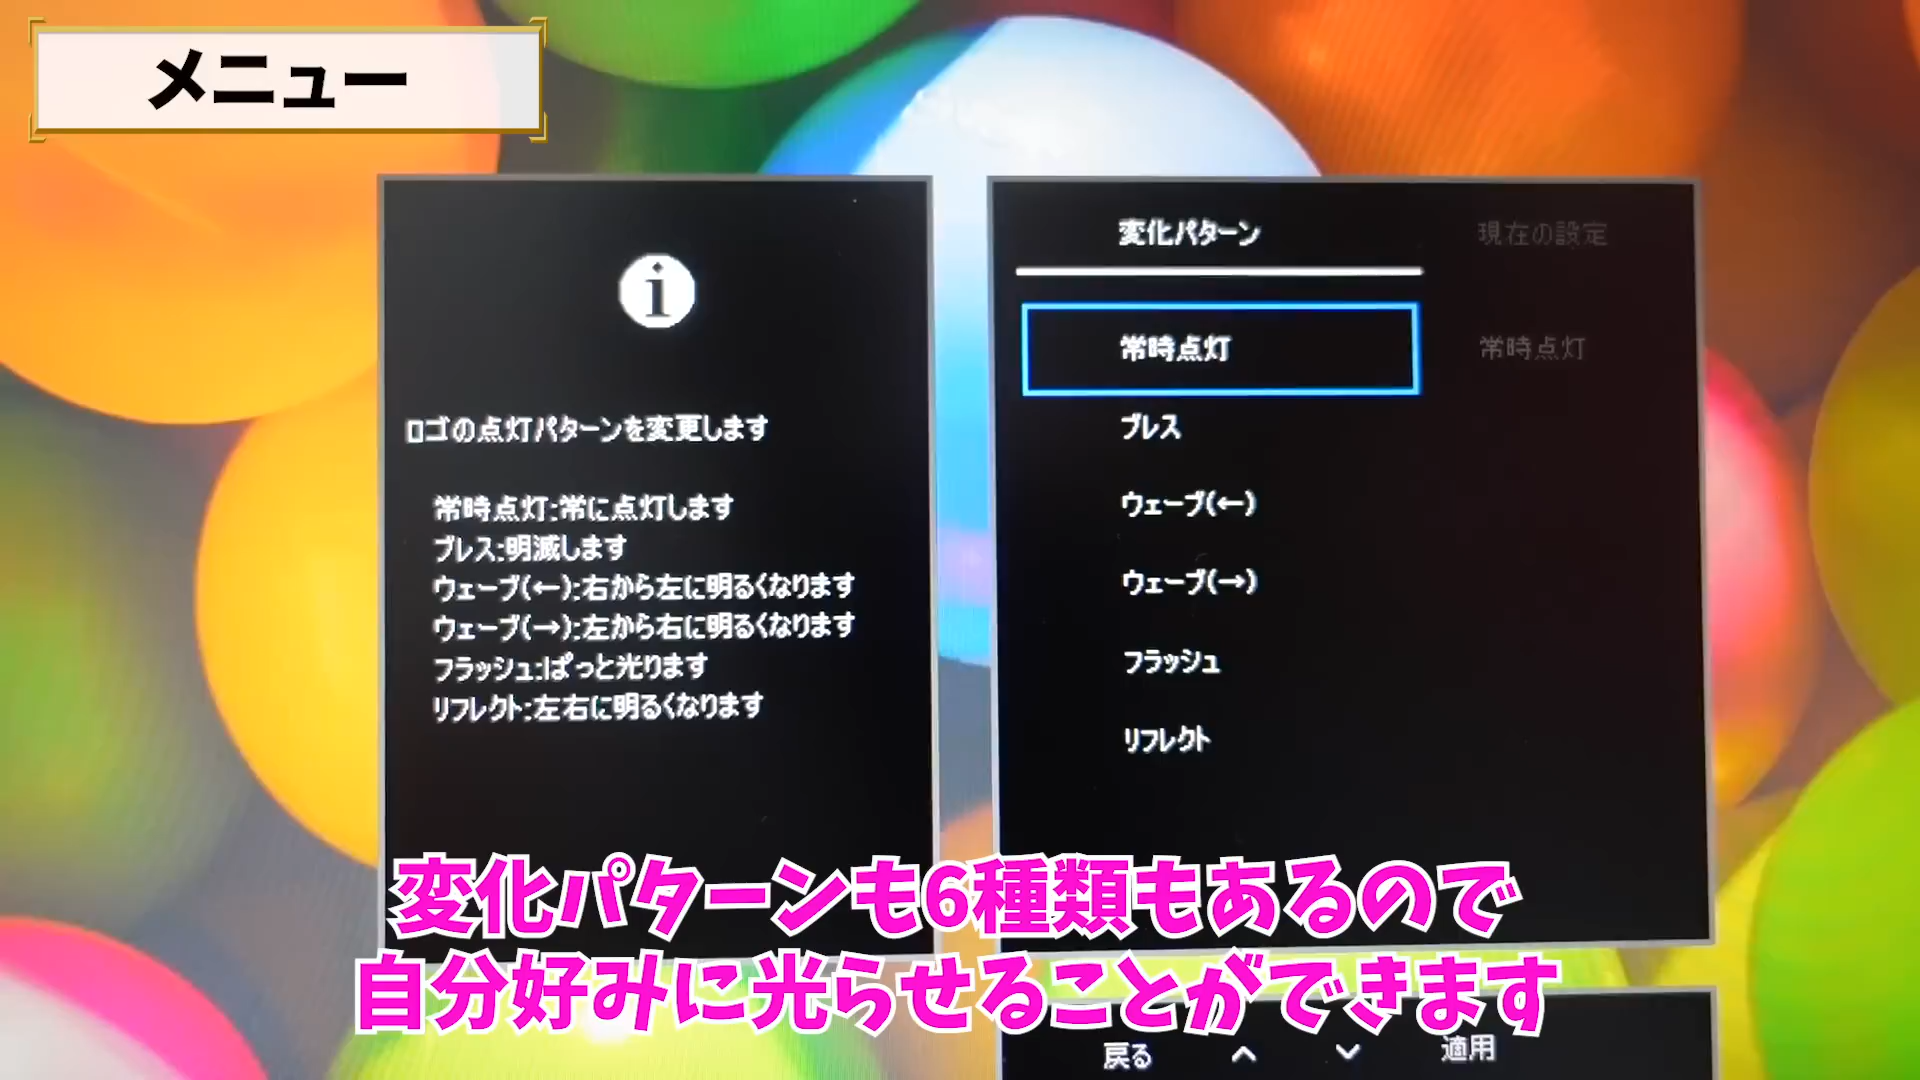 メニュー
ロゴの点灯パターンを変更します
常時点灯:常に点灯します
ブレス:明滅します
ウェーブ(←):右から左に明るくなります
ウェーブ(→):左から右に明るくなります
フラッシュ:ぱっと光ります
リフレクト:左右に明るくなります
変化パターン
現在の設定
常時点灯
常時点灯
ブレス
ウェーブ(←)
ウェーブ(→)
フラッシュ
リフレクト
変化パターンも6種類もあるので
自分好みに光らせることができます
戻る
適用